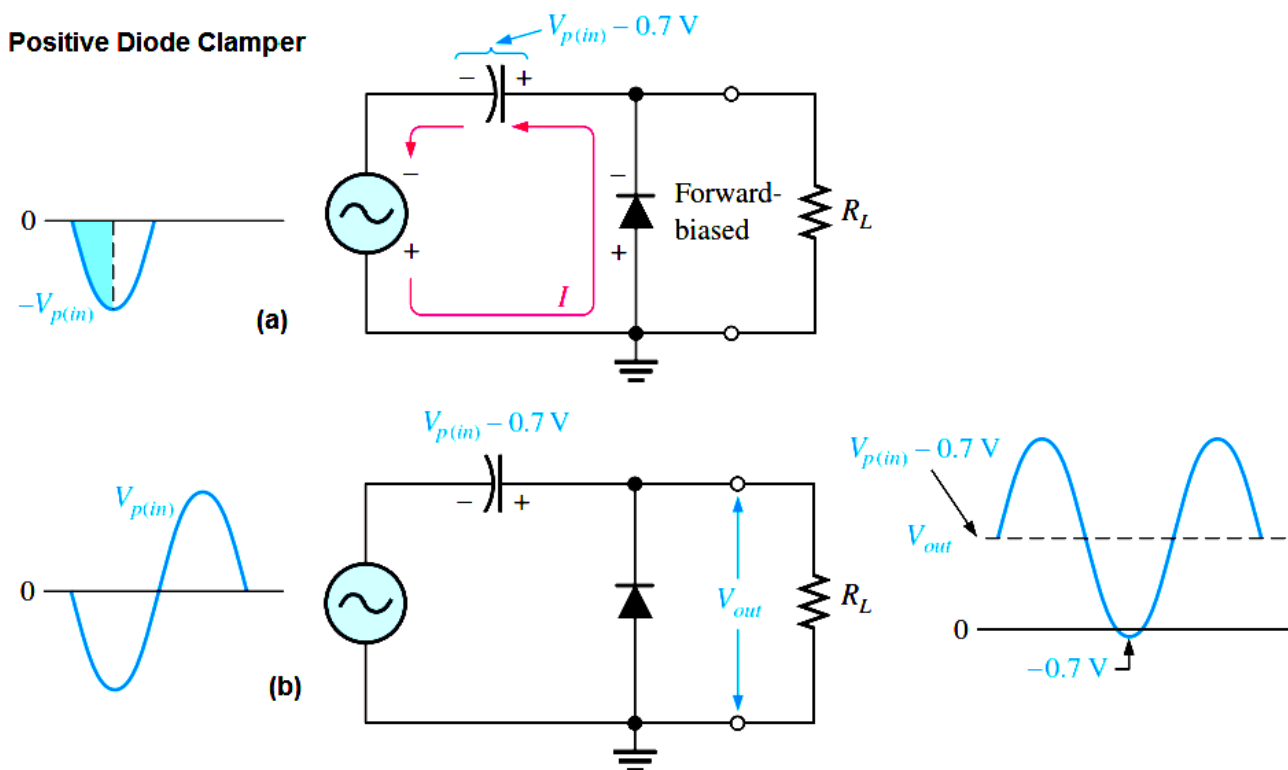 Positive Diode Clamper
Vp(in) – 0.7 V
– +
–
+
I
–
+
Forward-
biased
RL
0
–Vp(in)
(a)
Vp(in) – 0.7 V
– +
Vp(in)
0
(b)
Vout
RL
Vp(in) – 0.7 V
Vout
0
–0.7 V